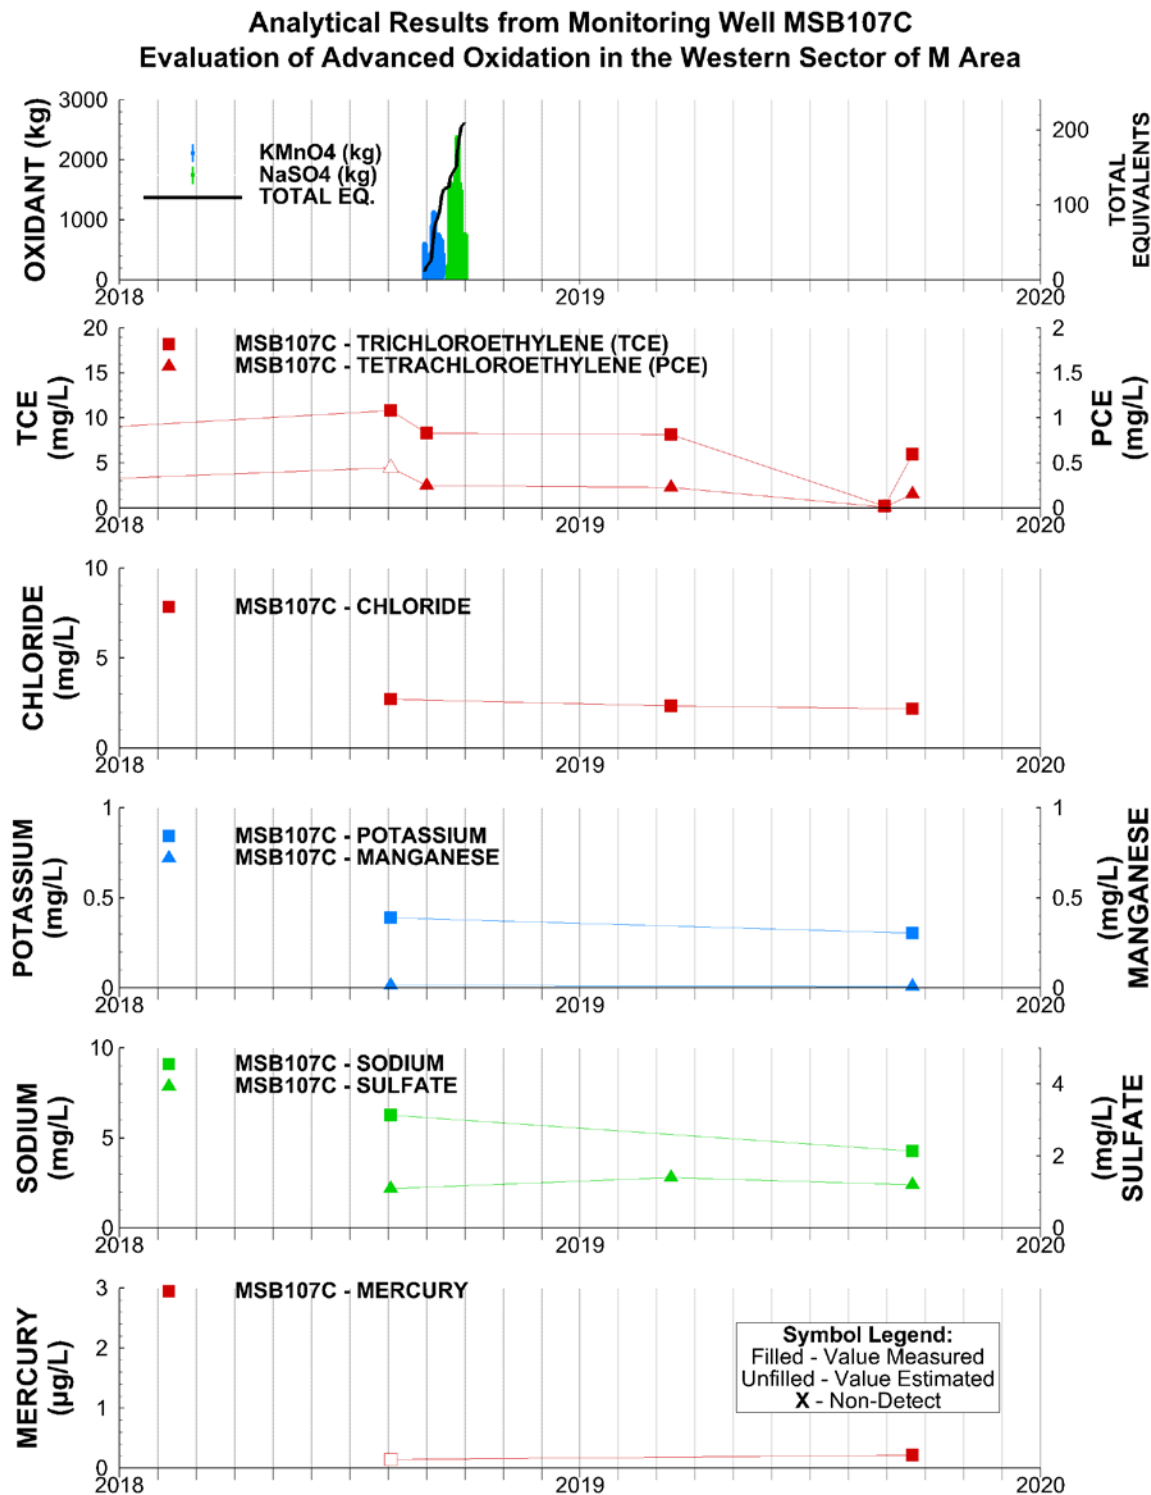 Analytical Results from Monitoring Well MSB107C
Evaluation of Advanced Oxidation in the Western Sector of M Area
OXIDANT (kg)
3000
2000
1000
0
KMnO4 (kg)
NaSO4 (kg)
TOTAL EQ.
200
100
0
TOTAL
EQUIVALENTS
2018
2019
2020
TCE
(mg/L)
20
15
10
5
0
MSB107C - TRICHLOROETHYLENE (TCE)
MSB107C - TETRACHLOROETHYLENE (PCE)
2
1.5
1
0.5
0
PCE
(mg/L)
2018
2019
2020
CHLORIDE
(mg/L)
10
5
0
MSB107C - CHLORIDE
2018
2019
2020
POTASSIUM
(mg/L)
1
0.5
0
MSB107C - POTASSIUM
MSB107C - MANGANESE
1
0.5
0
(mg/L)
MANGANESE
2018
2019
2020
SODIUM
(mg/L)
10
5
0
MSB107C - SODIUM
MSB107C - SULFATE
4
2
0
(mg/L)
SULFATE
2018
2019
2020
MERCURY
(µg/L)
3
2
1
0
MSB107C - MERCURY
Symbol Legend:
Filled - Value Measured
Unfilled - Value Estimated
X - Non-Detect
2018
2019
2020